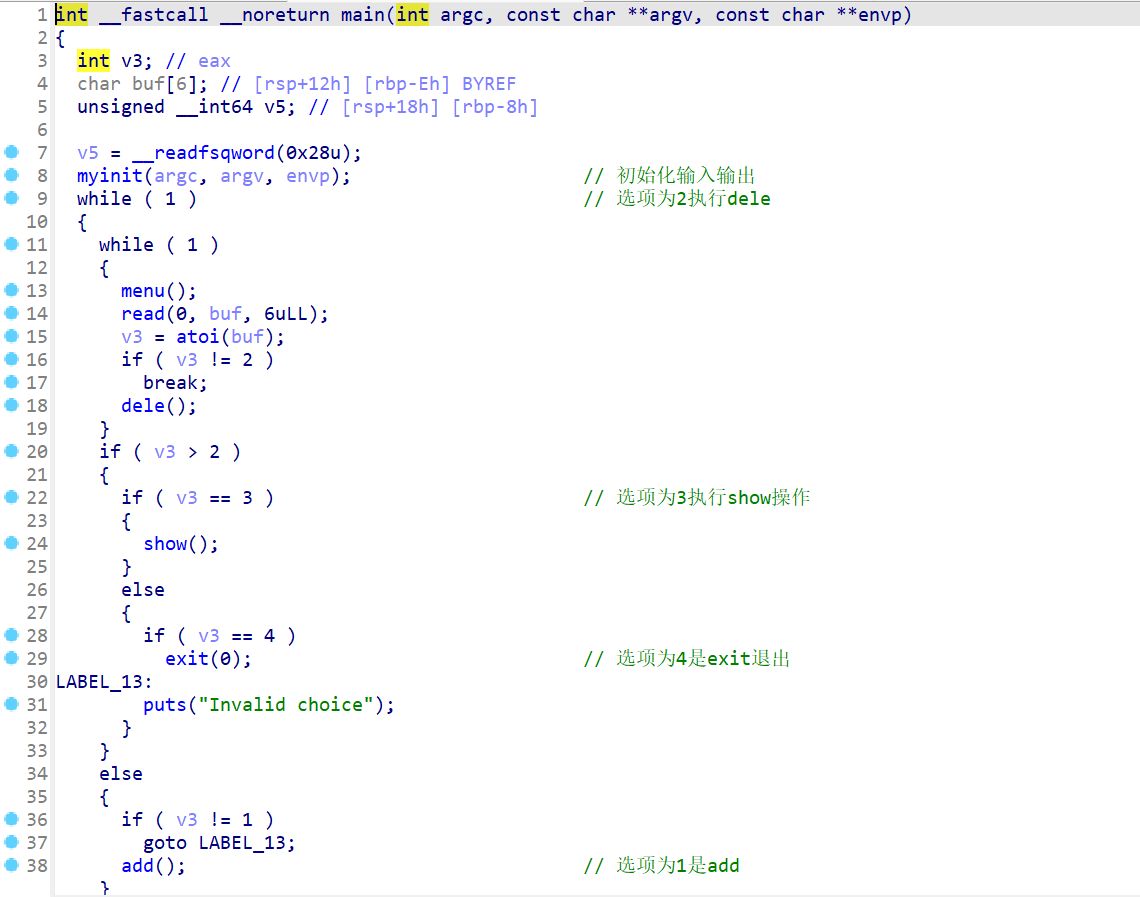 1 int __fastcall __noreturn main(int argc, const char **argv, const char **envp)
2 {
3   int v3; // eax
4   char buf[6]; // [rsp+12h] [rbp-Eh] BYREF
5   unsigned __int64 v5; // [rsp+18h] [rbp-8h]
6
7   v5 = __readfsqword(0x28u);
8   myinit(argc, argv, envp);                     // 初始化输入输出
9   while ( 1 )                                   // 选项为2执行dele
10   {
11     while ( 1 )
12     {
13       menu();
14       read(0, buf, 6uLL);
15       v3 = atoi(buf);
16       if ( v3 != 2 )
17         break;
18       dele();
19     }
20     if ( v3 > 2 )
21     {
22       if ( v3 == 3 )                            // 选项为3执行show操作
23       {
24         show();
25       }
26       else
27       {
28         if ( v3 == 4 )
29           exit(0);                              // 选项为4是exit退出
30 LABEL_13:
31         puts("Invalid choice");
32       }
33     }
34     else
35     {
36       if ( v3 != 1 )
37         goto LABEL_13;
38       add();                                    // 选项为1是add
}